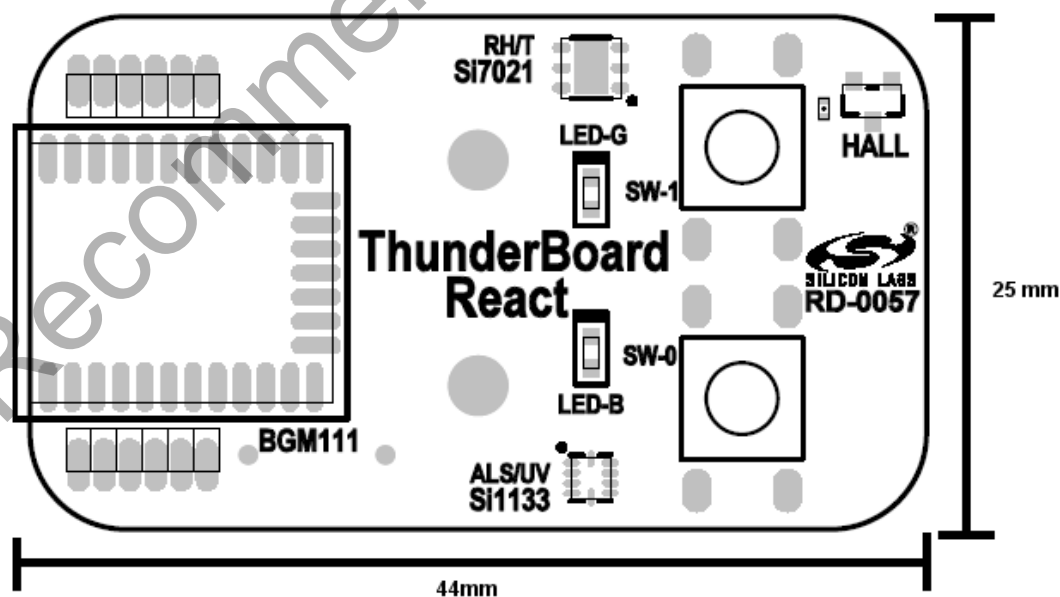 RH/T
Si7021
LED-G
HALL
SW-1
ThunderBoard
React
®
SILICON LABS
RD-0057
25 mm
SW-0
LED-B
BGM111
ALS/UV
Si1133
44mm